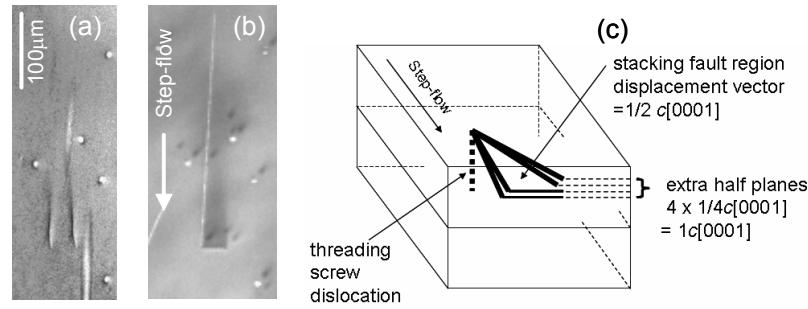 (a)
100μm
(b)
Step-flow
(c)
Step-flow
stacking fault region
displacement vector
=1/2 c[0001]
extra half planes
4 x 1/4c[0001]
= 1c[0001]
threading
screw
dislocation